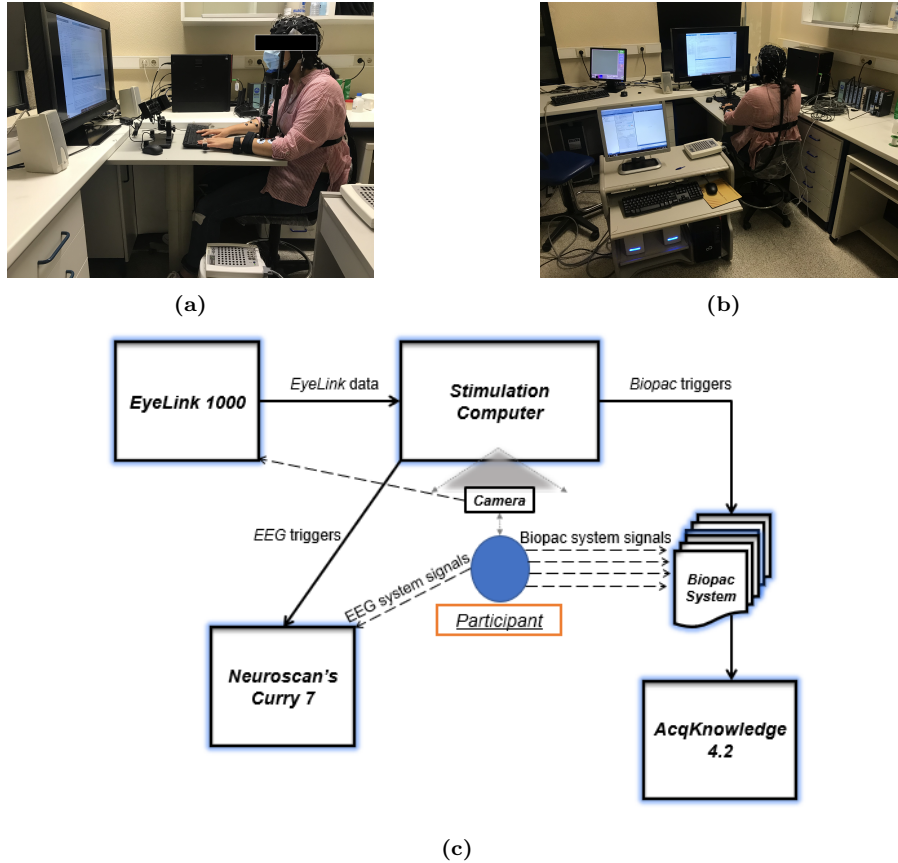 (a)
(b)
EyeLink 1000
EyeLink data
Stimulation
Computer
Biopac triggers
Camera
EEG triggers
EEG system signals
Biopac system signals
Biopac
System
Participant
Neuroscan's
Curry 7
AcqKnowledge
4.2
(c)